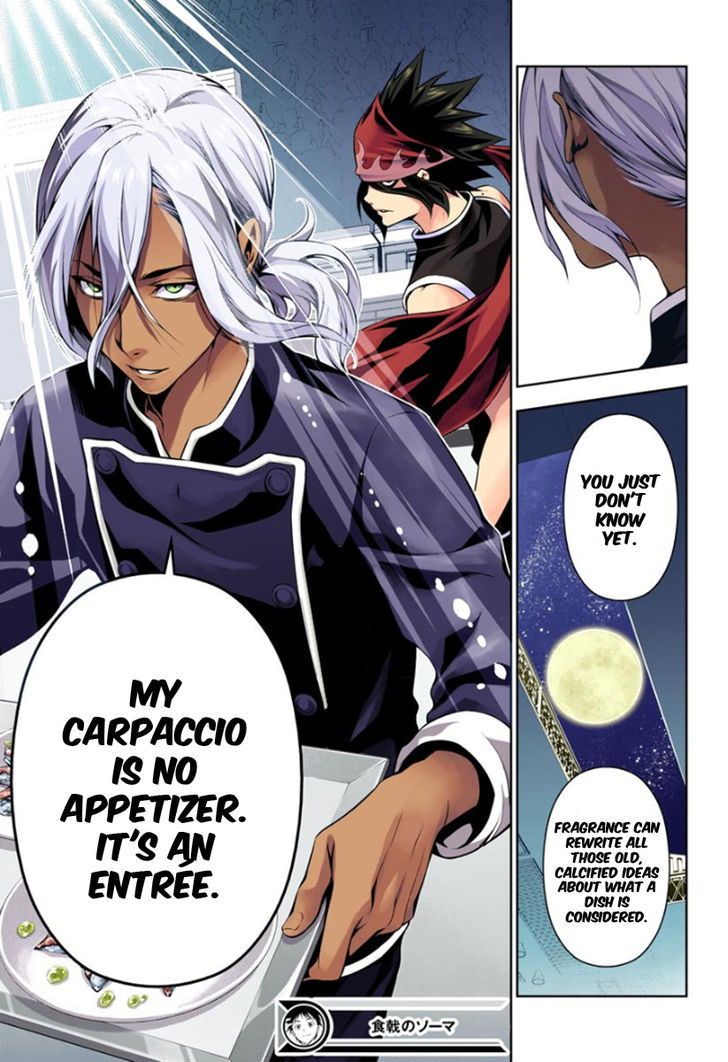 YOU JUST
DON'T
KNOW
YET.
FRAGRANCE CAN
REWRITE ALL
THOSE OLD,
CALCIFIED IDEAS
ABOUT WHAT A
DISH IS
CONSIDERED.
MY
CARPACCIO
IS NO
APPETIZER.
IT'S AN
ENTRÉE.
食戟のソーマ